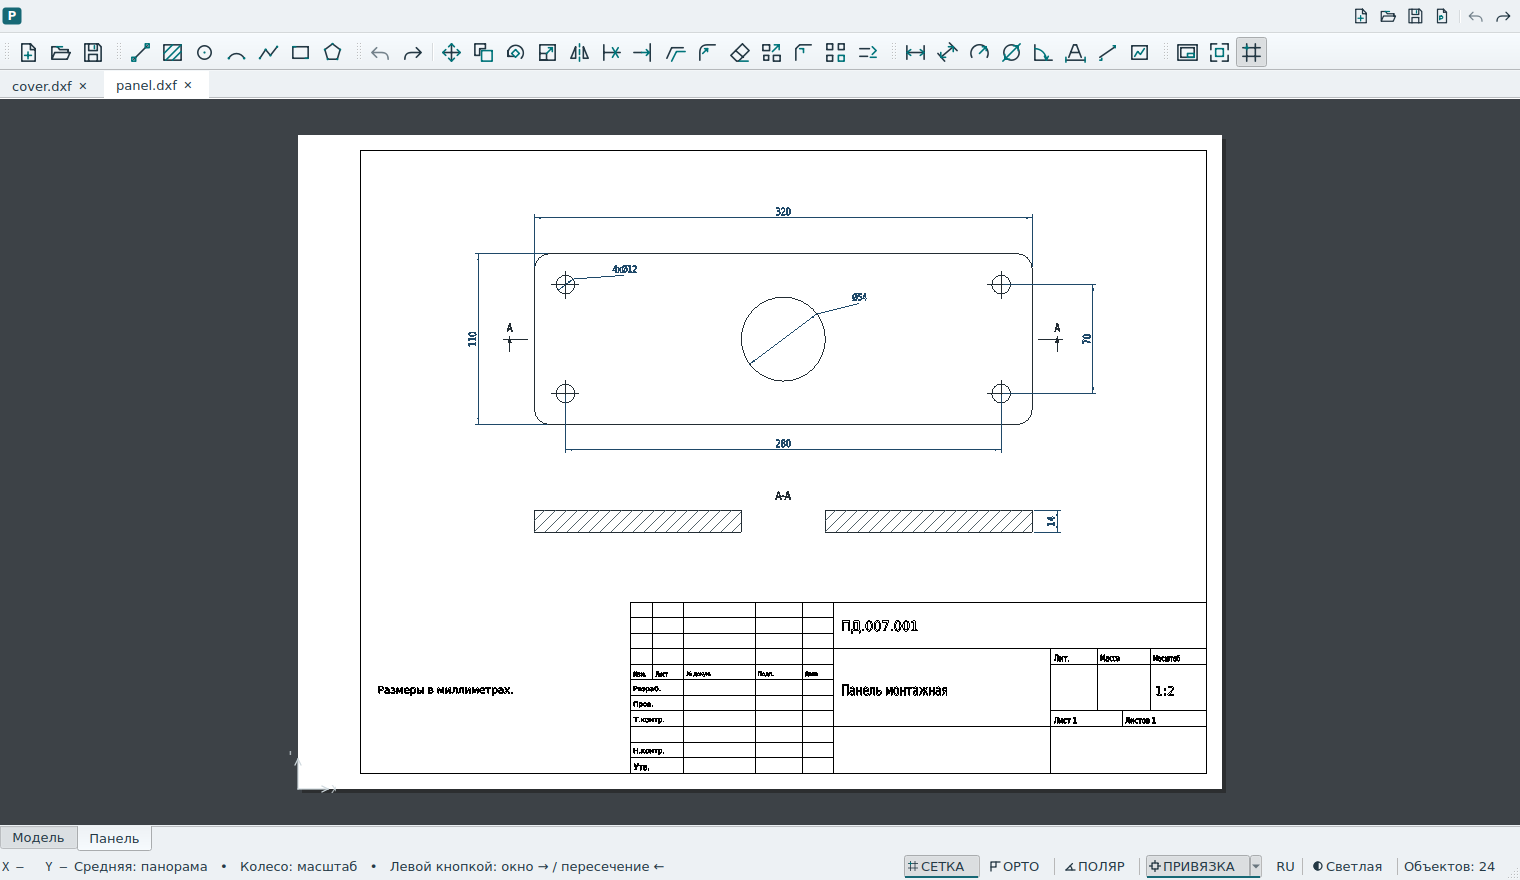 P
cover.dxf ×
panel.dxf ×
320
4xØ12
Ø54
A
A
110
70
280
A-A
14
ПД.007.001
Лит.
Масса
Масштаб
Изм.
Лист
№ докум.
Подп.
Дата
Разраб.
Размеры в миллиметрах.
Панель монтажная
1:2
Пров.
Т.контр.
Лист 1
Листов 1
Н.контр.
Утв.
Модель
Панель
X — Y — Средняя: панорама • Колесо: масштаб • Левой кнопкой: окно → / пересечение ←
СЕТКА
ОРТО
ПОЛЯР
ПРИВЯЗКА
RU
Светлая
Объектов: 24